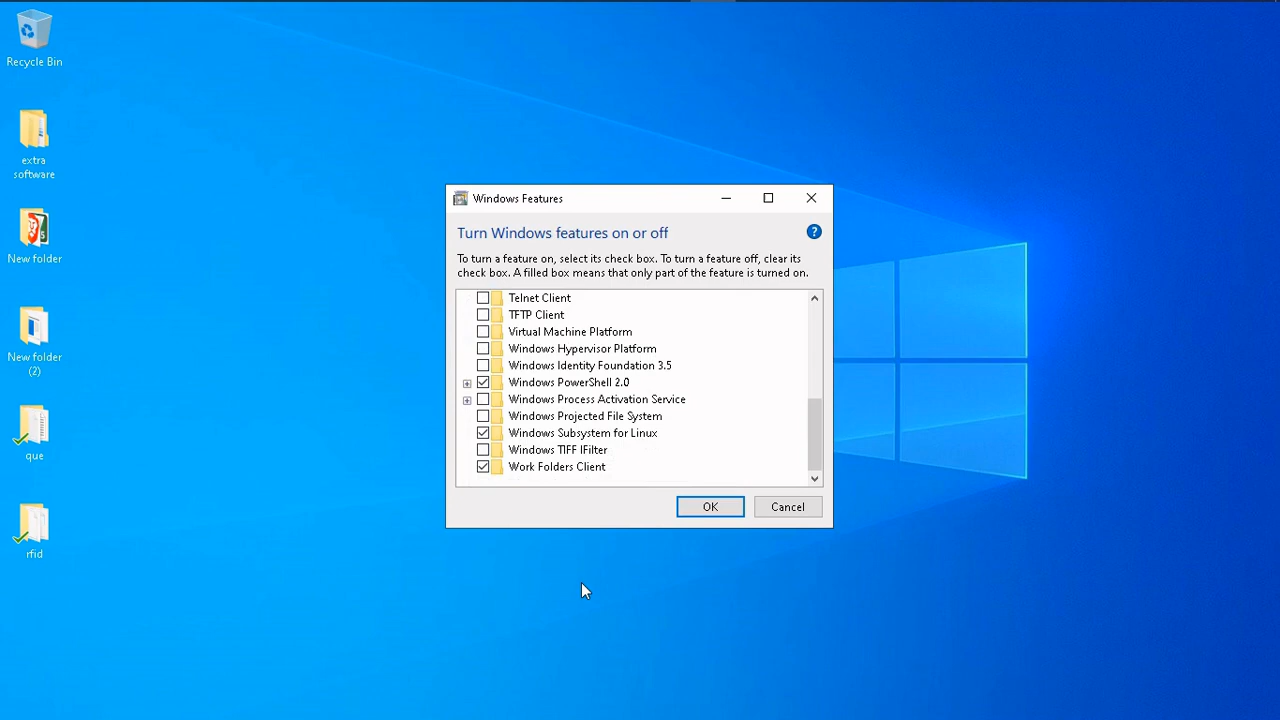 Recycle Bin
extra
software
New folder
New folder
(2)
que
rfid
Windows Features
Turn Windows features on or off
?
To turn a feature on, select its check box. To turn a feature off, clear its
check box. A filled box means that only part of the feature is turned on.
Telnet Client
TFTP Client
Virtual Machine Platform
Windows Hypervisor Platform
Windows Identity Foundation 3.5
Windows PowerShell 2.0
Windows Process Activation Service
Windows Projected File System
Windows Subsystem for Linux
Windows TIFF IFilter
Work Folders Client
OK
Cancel